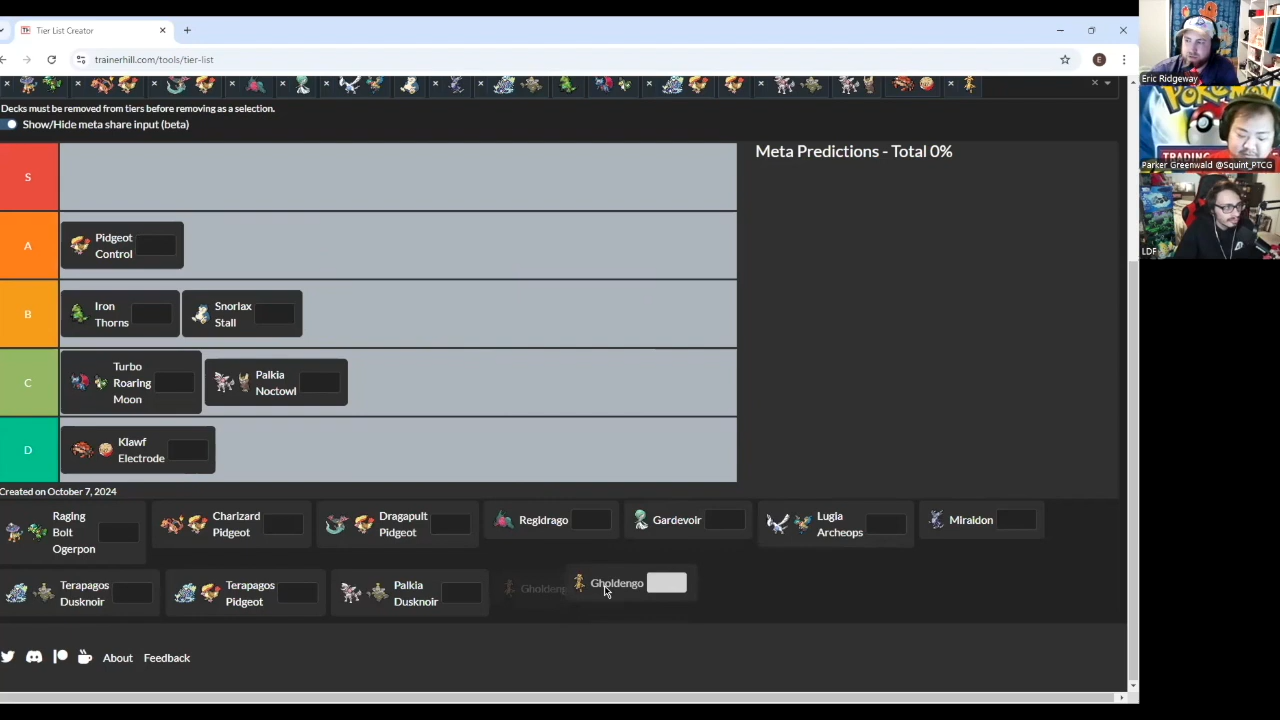 Tier List Creator
trainerhill.com/tools/tier-list
E
Decks must be removed from tiers before removing as a selection.
Show/Hide meta share input (beta)
Meta Predictions - Total 0%
S
A
Pidgeot
Control
B
Iron
Thorns
Snorlax
Stall
C
Turbo
Roaring
Moon
Palkia
Noctowl
D
Klawf
Electrode
Created on October 7, 2024
Raging
Bolt
Ogerpon
Charizard
Pidgeot
Dragapult
Pidgeot
Regidrago
Gardevoir
Lugia
Archeops
Miraidon
Terapagos
Dusknoir
Terapagos
Pidgeot
Palkia
Dusknoir
Gholdengo
Gholdengo
About
Feedback
Eric Ridgeway
POKÉMON
TRADING
Parker Greenwald @Squint_PTCG
LDF